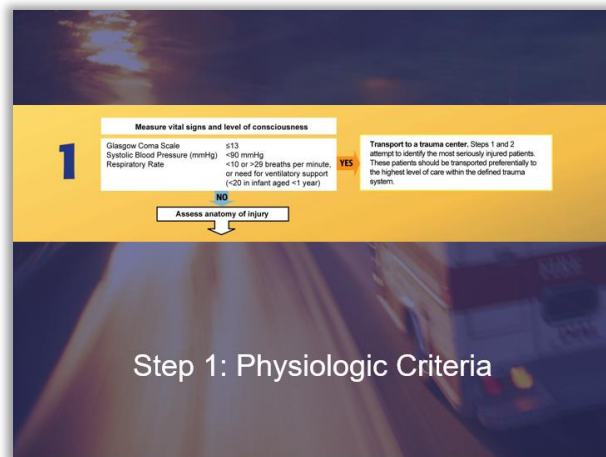 1
Measure vital signs and level of consciousness
Glasgow Coma Scale ≤13
Systolic Blood Pressure (mmHg) <90 mmHg
Respiratory Rate <10 or >29 breaths per minute,
or need for ventilatory support
(<20 in infant aged <1 year)
YES
Transport to a trauma center. Steps 1 and 2
attempt to identify the most seriously injured patients.
These patients should be transported preferentially to
the highest level of care within the defined trauma
system.
NO
Assess anatomy of injury
Step 1: Physiologic Criteria